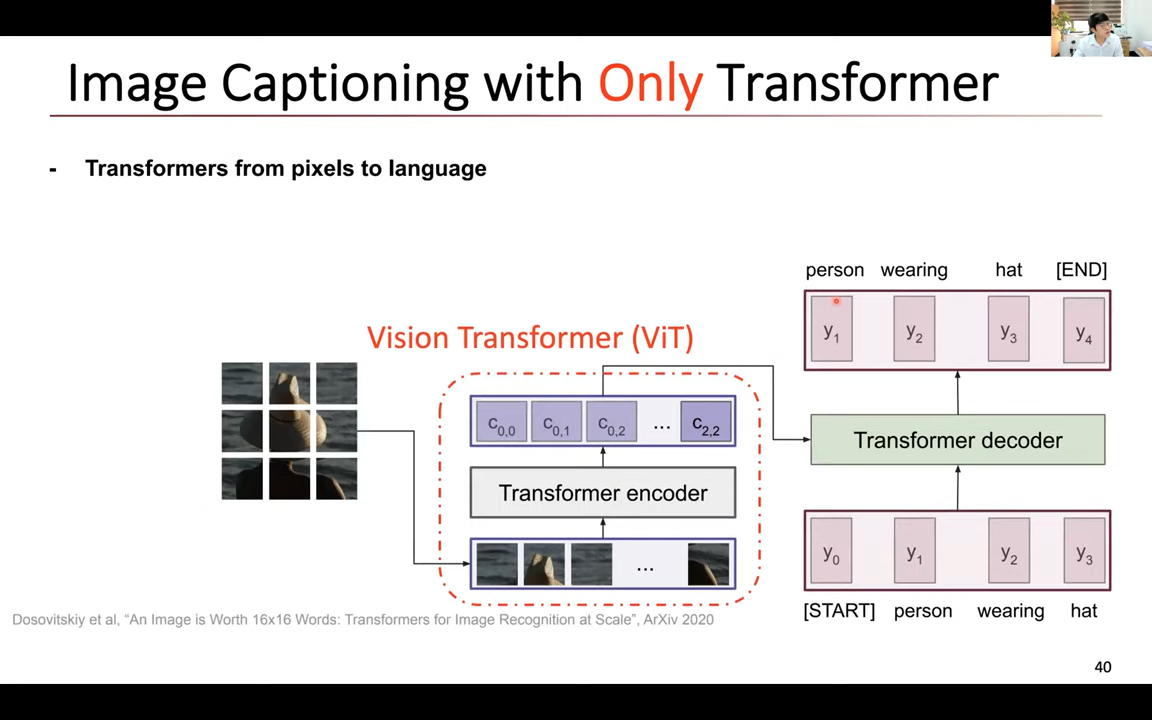 Image Captioning with Only Transformer
- Transformers from pixels to language
person wearing hat [END]
y1 y2 y3 y4
Vision Transformer (ViT)
c0,0 c0,1 c0,2 ... c2,2
Transformer decoder
Transformer encoder
...
y0 y1 y2 y3
[START] person wearing hat
Dosovitskiy et al, “An Image is Worth 16x16 Words: Transformers for Image Recognition at Scale”, ArXiv 2020
40